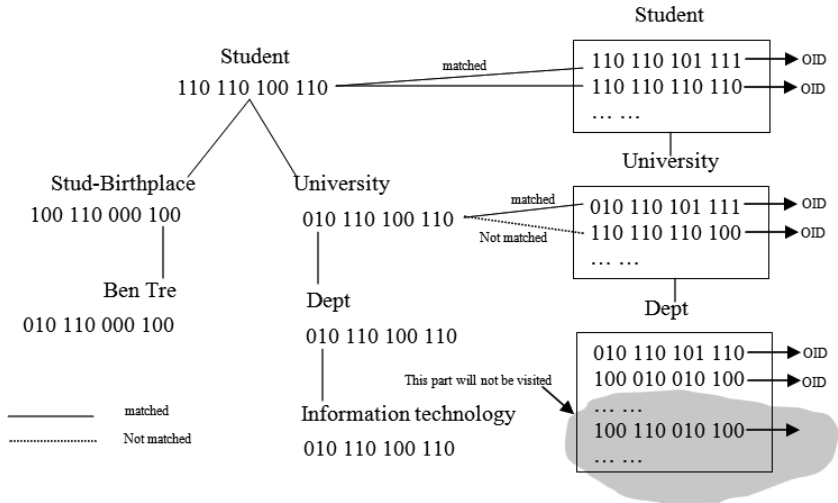 Student
110 110 100 110
Stud-Birthplace
100 110 000 100
Ben Tre
010 110 000 100
University
010 110 100 110
Dept
010 110 100 110
Information technology
010 110 100 110
matched
Not matched
matched
matched
Not matched
This part will not be visited
Student
110 110 101 111 OID
110 110 110 110 OID
... ...
University
010 110 101 111 OID
110 110 110 100 OID
... ...
Dept
010 110 101 110 OID
100 010 010 100 OID
... ...
100 110 010 100
... ...